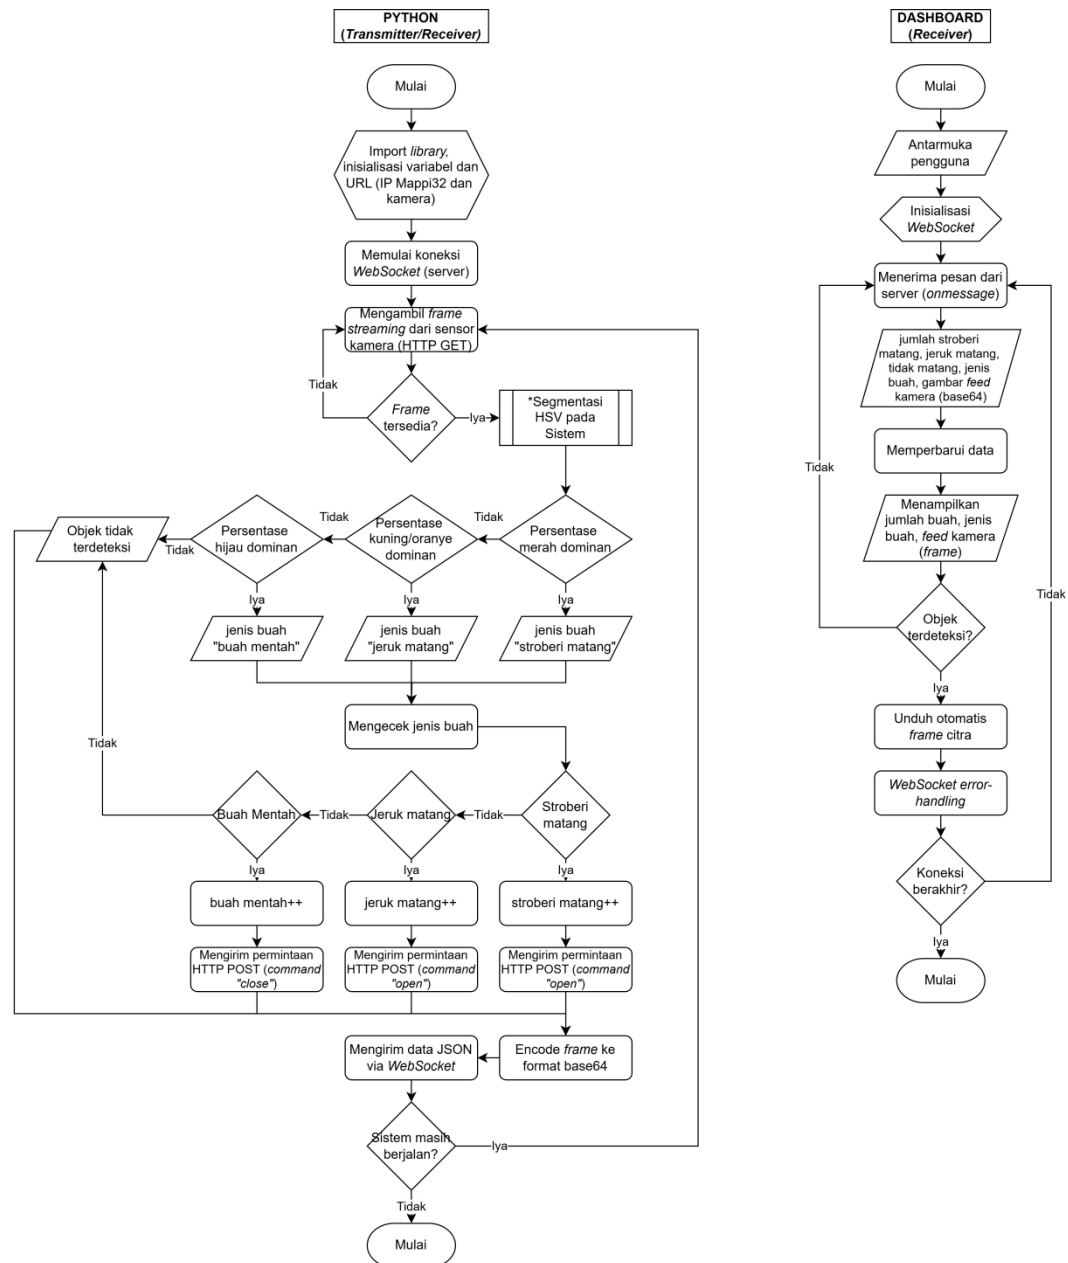 PYTHON
(Transmitter/Receiver)
Mulai
Import library,
inisialisasi variabel dan
URL (IP Mappi32 dan
kamera)
Memulai koneksi
WebSocket (server)
Mengambil frame
streaming dari sensor
kamera (HTTP GET)
Tidak
Frame
tersedia?
Iya
*Segmentasi
HSV pada
Sistem
Objek tidak
terdeteksi
Tidak
Persentase
hijau dominan
Tidak
Persentase
kuning/oranye
dominan
Tidak
Persentase
merah dominan
Iya
Iya
Iya
jenis buah
"buah mentah"
jenis buah
"jeruk matang"
jenis buah
"stroberi matang"
Mengecek jenis buah
Tidak
Buah Mentah
Tidak
Jeruk matang
Tidak
Stroberi
matang
Iya
Iya
Iya
buah mentah++
jeruk matang++
stroberi matang++
Mengirim permintaan
HTTP POST (command
"close")
Mengirim permintaan
HTTP POST (command
"open")
Mengirim permintaan
HTTP POST (command
"open")
Mengirim data JSON
via WebSocket
Encode frame ke
format base64
Sistem masih
berjalan?
Iya
Tidak
Mulai
DASHBOARD
(Receiver)
Mulai
Antarmuka
pengguna
Inisialisasi
WebSocket
Menerima pesan dari
server (onmessage)
jumlah stroberi
matang, jeruk matang,
tidak matang, jenis
buah, gambar feed
kamera (base64)
Memperbarui data
Tidak
Menampilkan
jumlah buah, jenis
buah, feed kamera
(frame)
Tidak
Objek
terdeteksi?
Iya
Unduh otomatis
frame citra
WebSocket error-
handling
Koneksi
berakhir?
Iya
Mulai